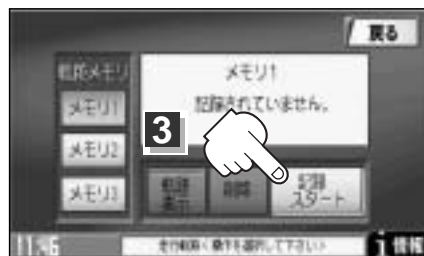 戻る
軌跡メモリ
メモリ1
メモリ2
メモリ3
メモリ1
記録されていません。
3
軌跡
表示
削除
記録
スタート
走行軌跡<操作を選択して下さい>
情報